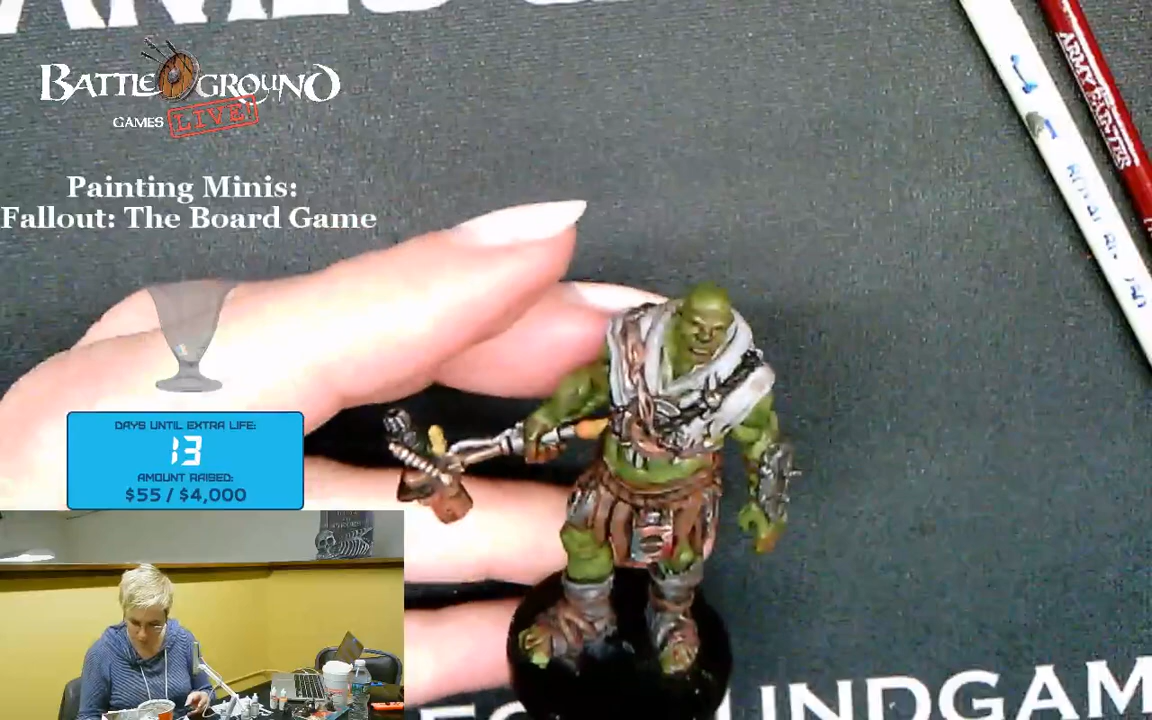 BATTLEGROUND
GAMES LIVE!
Painting Minis:
Fallout: The Board Game
DAYS UNTIL EXTRA LIFE:
13
AMOUNT RAISED:
$55 / $4,000
ARMY PAINTER
UNDGAM